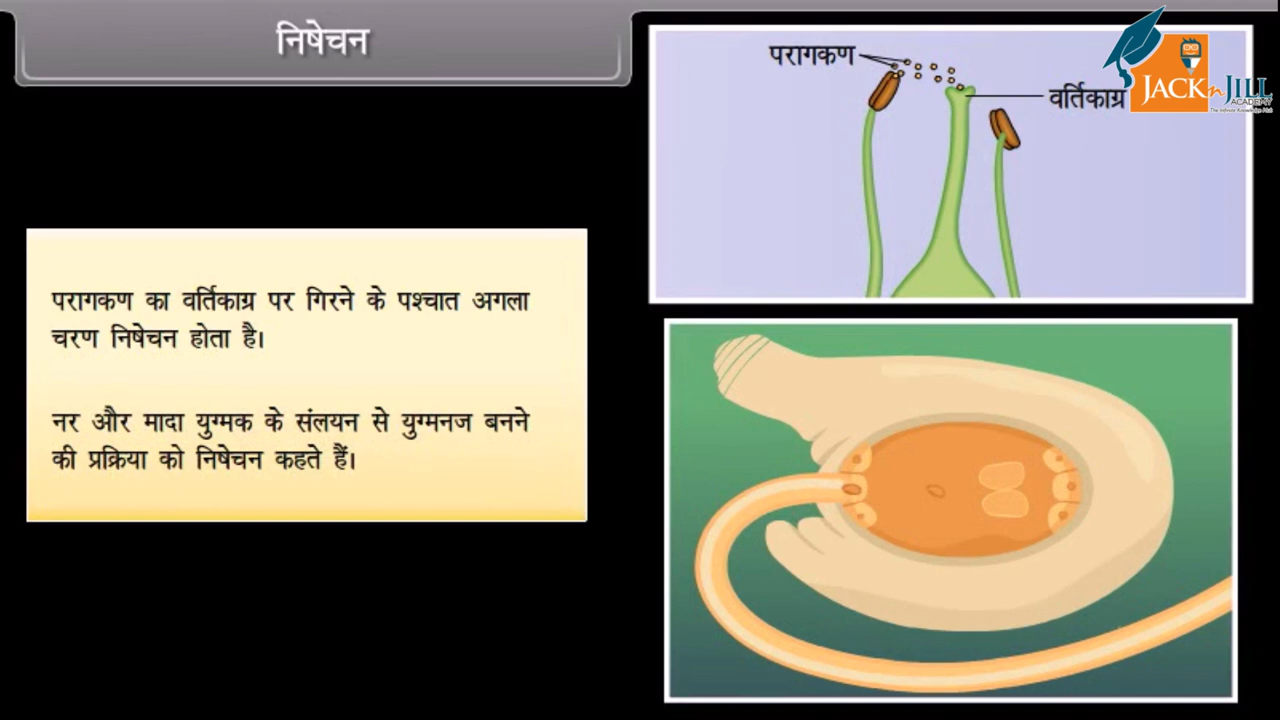 निषेचन
परागकण
वर्तिकाग्र
JACK n JILL
ACADEMY
परागकण का वर्तिकाग्र पर गिरने के पश्चात अगला
चरण निषेचन होता है।
नर और मादा युग्मक के संलयन से युग्मनज बनने
की प्रक्रिया को निषेचन कहते हैं।